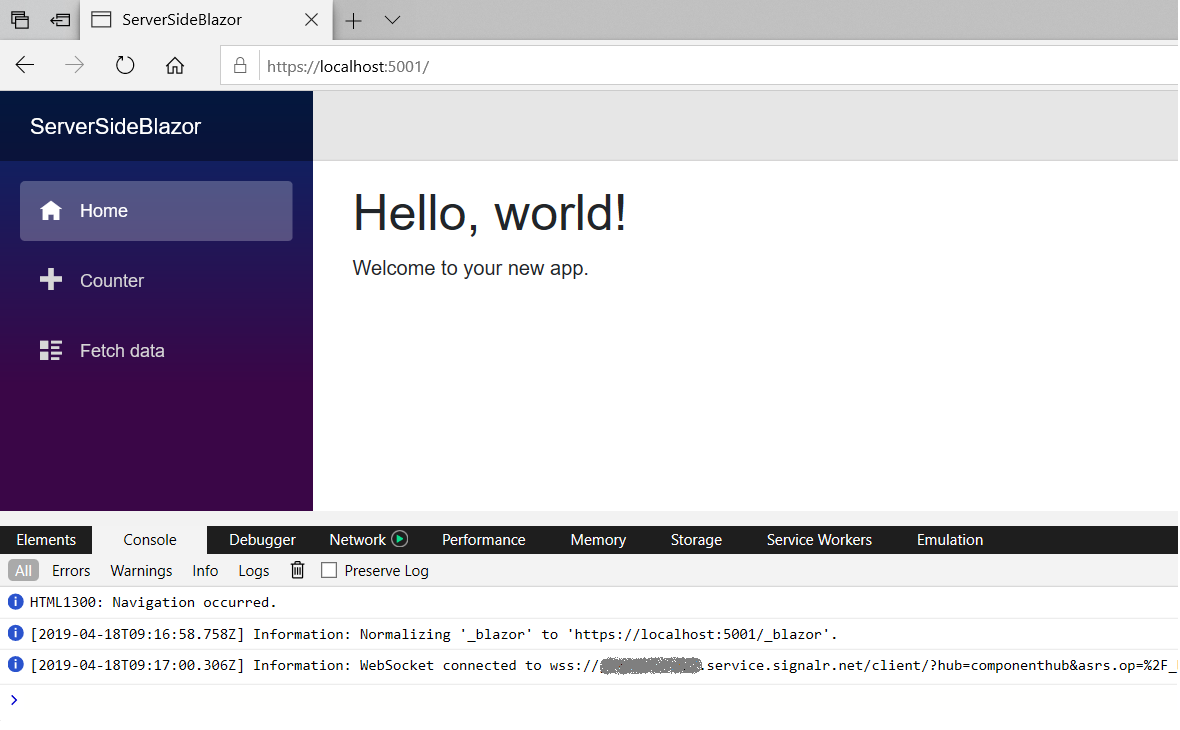 ServerSideBlazor
https://localhost:5001/
ServerSideBlazor
Home
Counter
Fetch data
Hello, world!
Welcome to your new app.
Elements Console Debugger Network Performance Memory Storage Service Workers Emulation
All Errors Warnings Info Logs Preserve Log
HTML1300: Navigation occurred.
[2019-04-18T09:16:58.758Z] Information: Normalizing '_blazor' to 'https://localhost:5001/_blazor'.
[2019-04-18T09:17:00.306Z] Information: WebSocket connected to wss:// .service.signalr.net/client/?hub=componenthub&asrs.op=%2F_
>